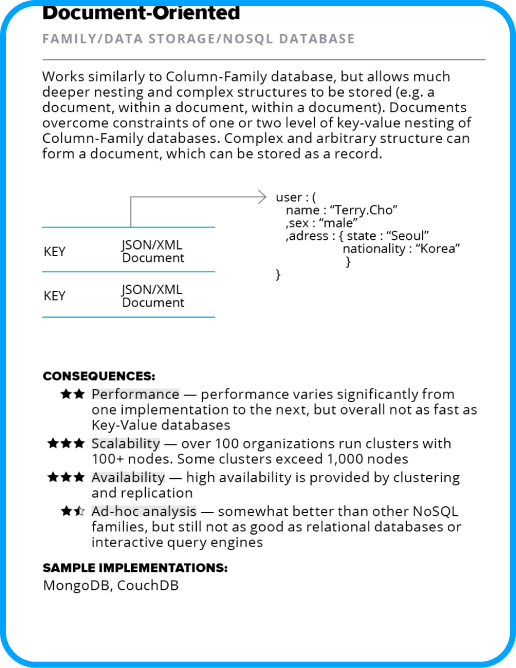 Document-Oriented
FAMILY/DATA STORAGE/NOSQL DATABASE
Works similarly to Column-Family database, but allows much
deeper nesting and complex structures to be stored (e.g. a
document, within a document, within a document). Documents
overcome constraints of one or two level of key-value nesting of
Column-Family databases. Complex and arbitrary structure can
form a document, which can be stored as a record.
KEY
JSON/XML
Document
KEY
JSON/XML
Document
user : (
name : “Terry.Cho”
,sex : “male”
,adress : { state : “Seoul”
nationality : “Korea”
}
}
CONSEQUENCES:
★★ Performance — performance varies significantly from
one implementation to the next, but overall not as fast as
Key-Value databases
★★★ Scalability — over 100 organizations run clusters with
100+ nodes. Some clusters exceed 1,000 nodes
★★★ Availability — high availability is provided by clustering
and replication
★⯪ Ad-hoc analysis — somewhat better than other NoSQL
families, but still not as good as relational databases or
interactive query engines
SAMPLE IMPLEMENTATIONS:
MongoDB, CouchDB